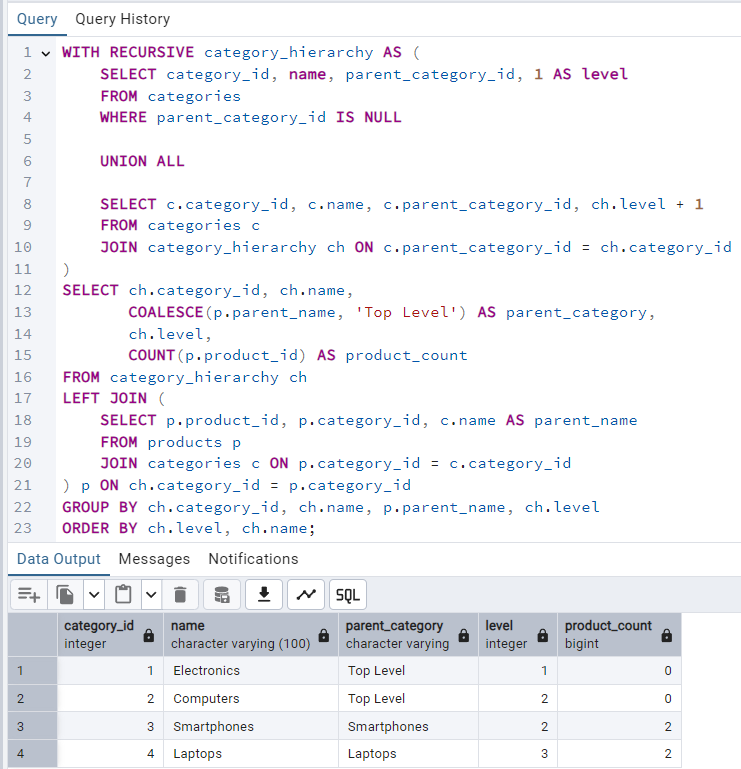 Query Query History
1 WITH RECURSIVE category_hierarchy AS (
2 SELECT category_id, name, parent_category_id, 1 AS level
3 FROM categories
4 WHERE parent_category_id IS NULL
5
6 UNION ALL
7
8 SELECT c.category_id, c.name, c.parent_category_id, ch.level + 1
9 FROM categories c
10 JOIN category_hierarchy ch ON c.parent_category_id = ch.category_id
11 )
12 SELECT ch.category_id, ch.name,
13 COALESCE(p.parent_name, 'Top Level') AS parent_category,
14 ch.level,
15 COUNT(p.product_id) AS product_count
16 FROM category_hierarchy ch
17 LEFT JOIN (
18 SELECT p.product_id, p.category_id, c.name AS parent_name
19 FROM products p
20 JOIN categories c ON p.category_id = c.category_id
21 ) p ON ch.category_id = p.category_id
22 GROUP BY ch.category_id, ch.name, p.parent_name, ch.level
23 ORDER BY ch.level, ch.name;
Data Output Messages Notifications
SQL
category_id name parent_category level product_count
integer character varying (100) character varying integer bigint
1 1 Electronics Top Level 1 0
2 2 Computers Top Level 2 0
3 3 Smartphones Smartphones 2 2
4 4 Laptops Laptops 3 2